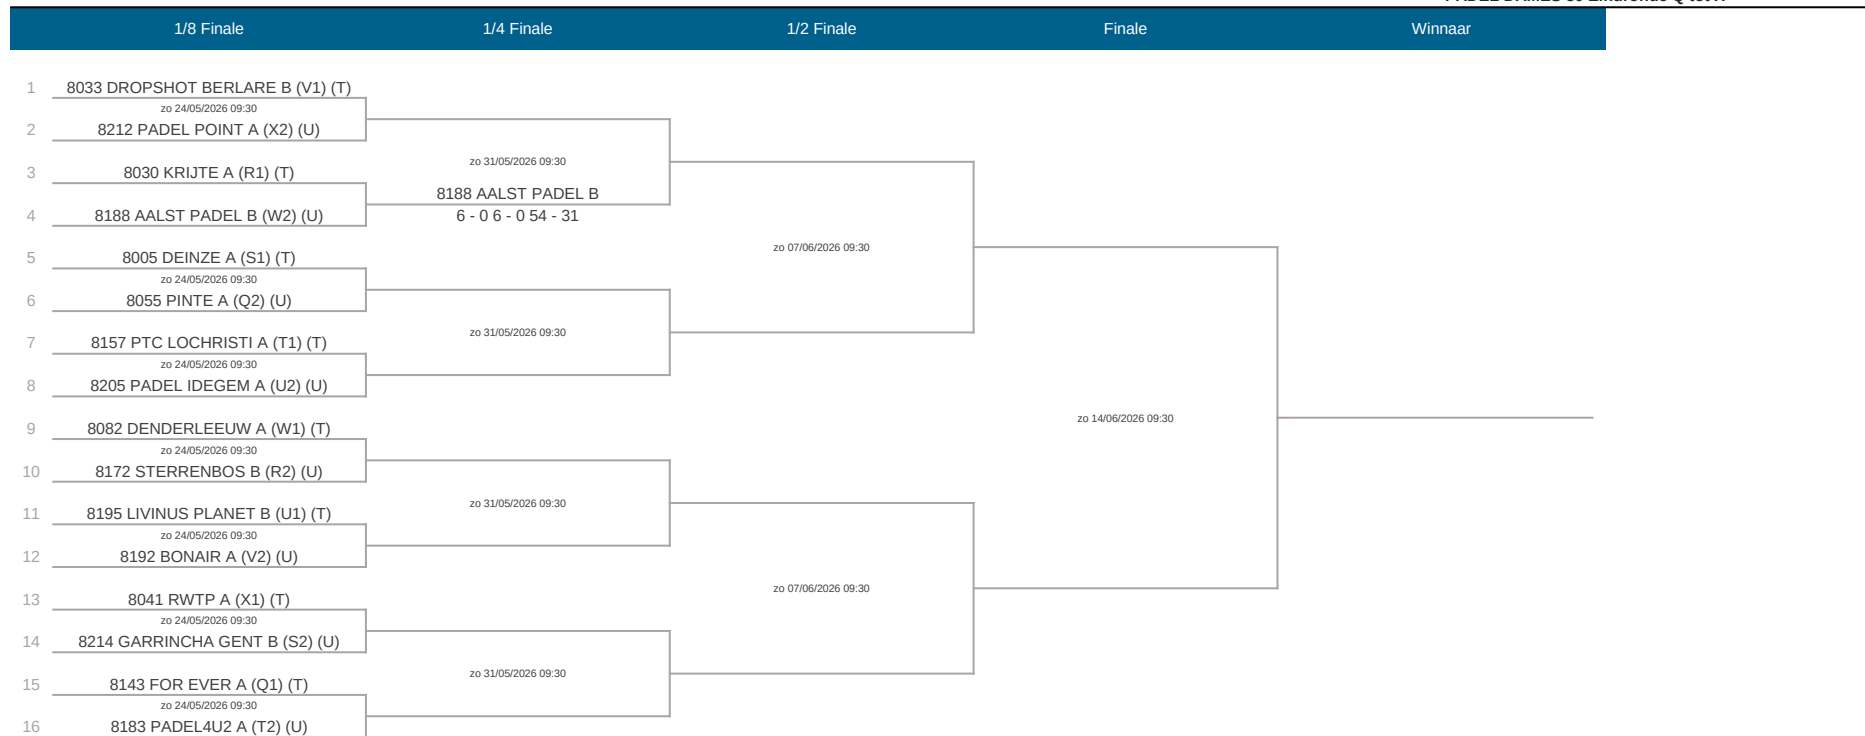 1/8 Finale 1/4 Finale 1/2 Finale Finale Winnaar
1 8033 DROPSHOT BERLARE B (V1) (T)
zo 24/05/2026 09:30
2 8212 PADEL POINT A (X2) (U)
zo 31/05/2026 09:30
3 8030 KRIJTE A (R1) (T)
8188 AALST PADEL B
4 8188 AALST PADEL B (W2) (U) 6 - 0 6 - 0 54 - 31
zo 07/06/2026 09:30
5 8005 DEINZE A (S1) (T)
zo 24/05/2026 09:30
6 8055 PINTE A (Q2) (U)
zo 31/05/2026 09:30
7 8157 PTC LOCHRISTI A (T1) (T)
zo 24/05/2026 09:30
8 8205 PADEL IDEGEM A (U2) (U)
zo 14/06/2026 09:30
9 8082 DENDERLEEUW A (W1) (T)
zo 24/05/2026 09:30
10 8172 STERRENBOS B (R2) (U)
zo 31/05/2026 09:30
11 8195 LIVINUS PLANET B (U1) (T)
zo 24/05/2026 09:30
12 8192 BONAIR A (V2) (U)
zo 07/06/2026 09:30
13 8041 RWTP A (X1) (T)
zo 24/05/2026 09:30
14 8214 GARRINCHA GENT B (S2) (U)
zo 31/05/2026 09:30
15 8143 FOR EVER A (Q1) (T)
zo 24/05/2026 09:30
16 8183 PADEL4U2 A (T2) (U)